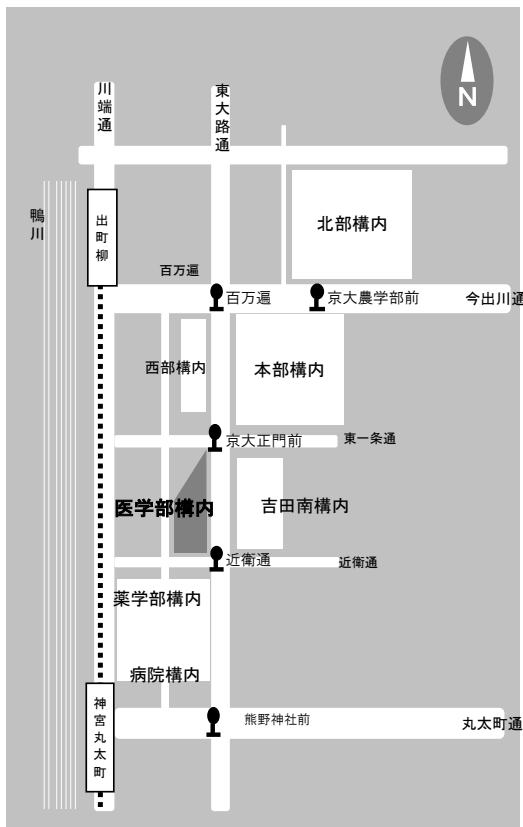 N
川端通
東大路通
鴨川
出町柳
北部構内
百万遍
百万遍
京大農学部前
今出川通
西部構内
本部構内
京大正門前
東一条通
医学部構内
吉田南構内
近衛通
近衛通
薬学部構内
病院構内
神宮丸太町
熊野神社前
丸太町通